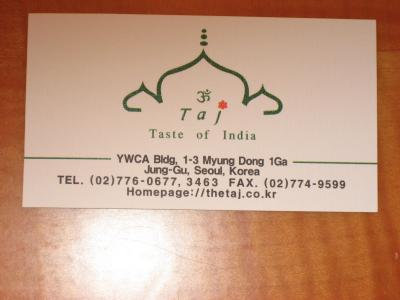 ॐ
Taj
Taste of India
YWCA Bldg, 1-3 Myung Dong 1Ga
Jung-Gu, Seoul, Korea
TEL. (02)776-0677, 3463 FAX. (02)774-9599
Homepage://thetaj.co.kr